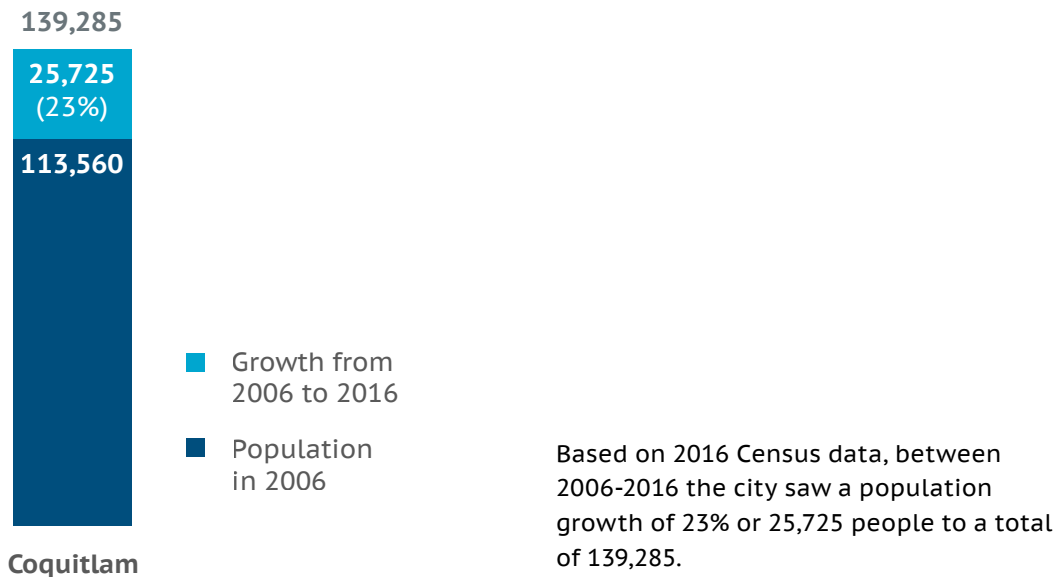 139,285
25,725
(23%)
113,560
Growth from
2006 to 2016
Population
in 2006
Coquitlam
Based on 2016 Census data, between
2006-2016 the city saw a population
growth of 23% or 25,725 people to a total
of 139,285.